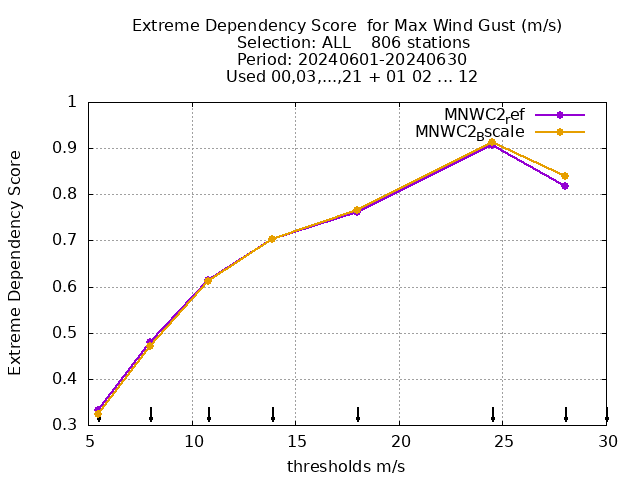 Extreme Dependency Score  for Max Wind Gust (m/s)
Selection: ALL    806 stations
Period: 20240601-20240630
Used 00,03,...,21 + 01 02 ... 12
MNWC2ref
MNWC2Bscale
Extreme Dependency Score
1
0.9
0.8
0.7
0.6
0.5
0.4
0.3
5 10 15 20 25 30
thresholds m/s